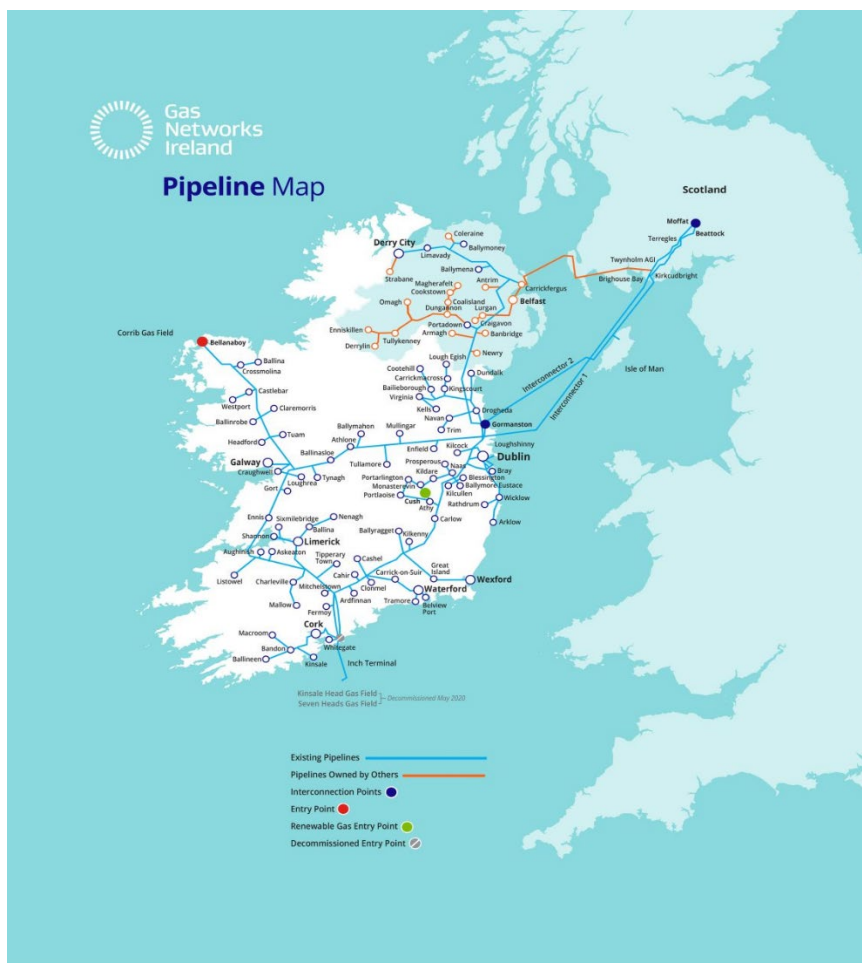 Gas
Networks
Ireland
Pipeline Map
Scotland
Moffat
Beattock
Terregles
Twynholm AGI
Kirkcudbright
Brighouse Bay
Coleraine
Derry City
Ballymoney
Limavady
Ballymena
Strabane
Magherafelt
Antrim
Cookstown
Carrickfergus
Omagh
Coalisland
Belfast
Dungannon
Lurgan
Enniskillen
Portadown
Craigavon
Tullykenney
Armagh
Banbridge
Derrylin
Newry
Corrib Gas Field
Bellanaboy
Lough Egish
Interconnector 2
Isle of Man
Ballina
Cootehill
Dundalk
Crossmolina
Carrickmacross
Interconnector 1
Bailieborough
Kingscourt
Castlebar
Virginia
Westport
Claremorris
Kells
Drogheda
Ballinrobe
Ballymahon
Mullingar
Navan
Gormanston
Tuam
Athlone
Trim
Headford
Ballinasloe
Enfield
Kilcock
Loughshinny
Galway
Tullamore
Prosperous
Naas
Dublin
Craughwell
Tynagh
Portarlington
Kildare
Bray
Loughrea
Monasterevin
Blessington
Gort
Portlaoise
Ballymore Eustace
Cush
Kilcullen
Wicklow
Athy
Rathdrum
Ennis
Sixmilebridge
Nenagh
Carlow
Arklow
Shannon
Ballina
Ballyragget
Kilkenny
Limerick
Aughinish
Askeaton
Tipperary
Town
Cashel
Great
Island
Listowel
Cahir
Carrick-on-Suir
Wexford
Charleville
Mitchelstown
Clonmel
Waterford
Mallow
Ardfinnan
Tramore
Belview
Port
Fermoy
Cork
Macroom
Whitegate
Bandon
Ballineen
Kinsale
Inch Terminal
Kinsale Head Gas Field
Seven Heads Gas Field
Decommissioned May 2020
Existing Pipelines
Pipelines Owned by Others
Interconnection Points
Entry Point
Renewable Gas Entry Point
Decommissioned Entry Point